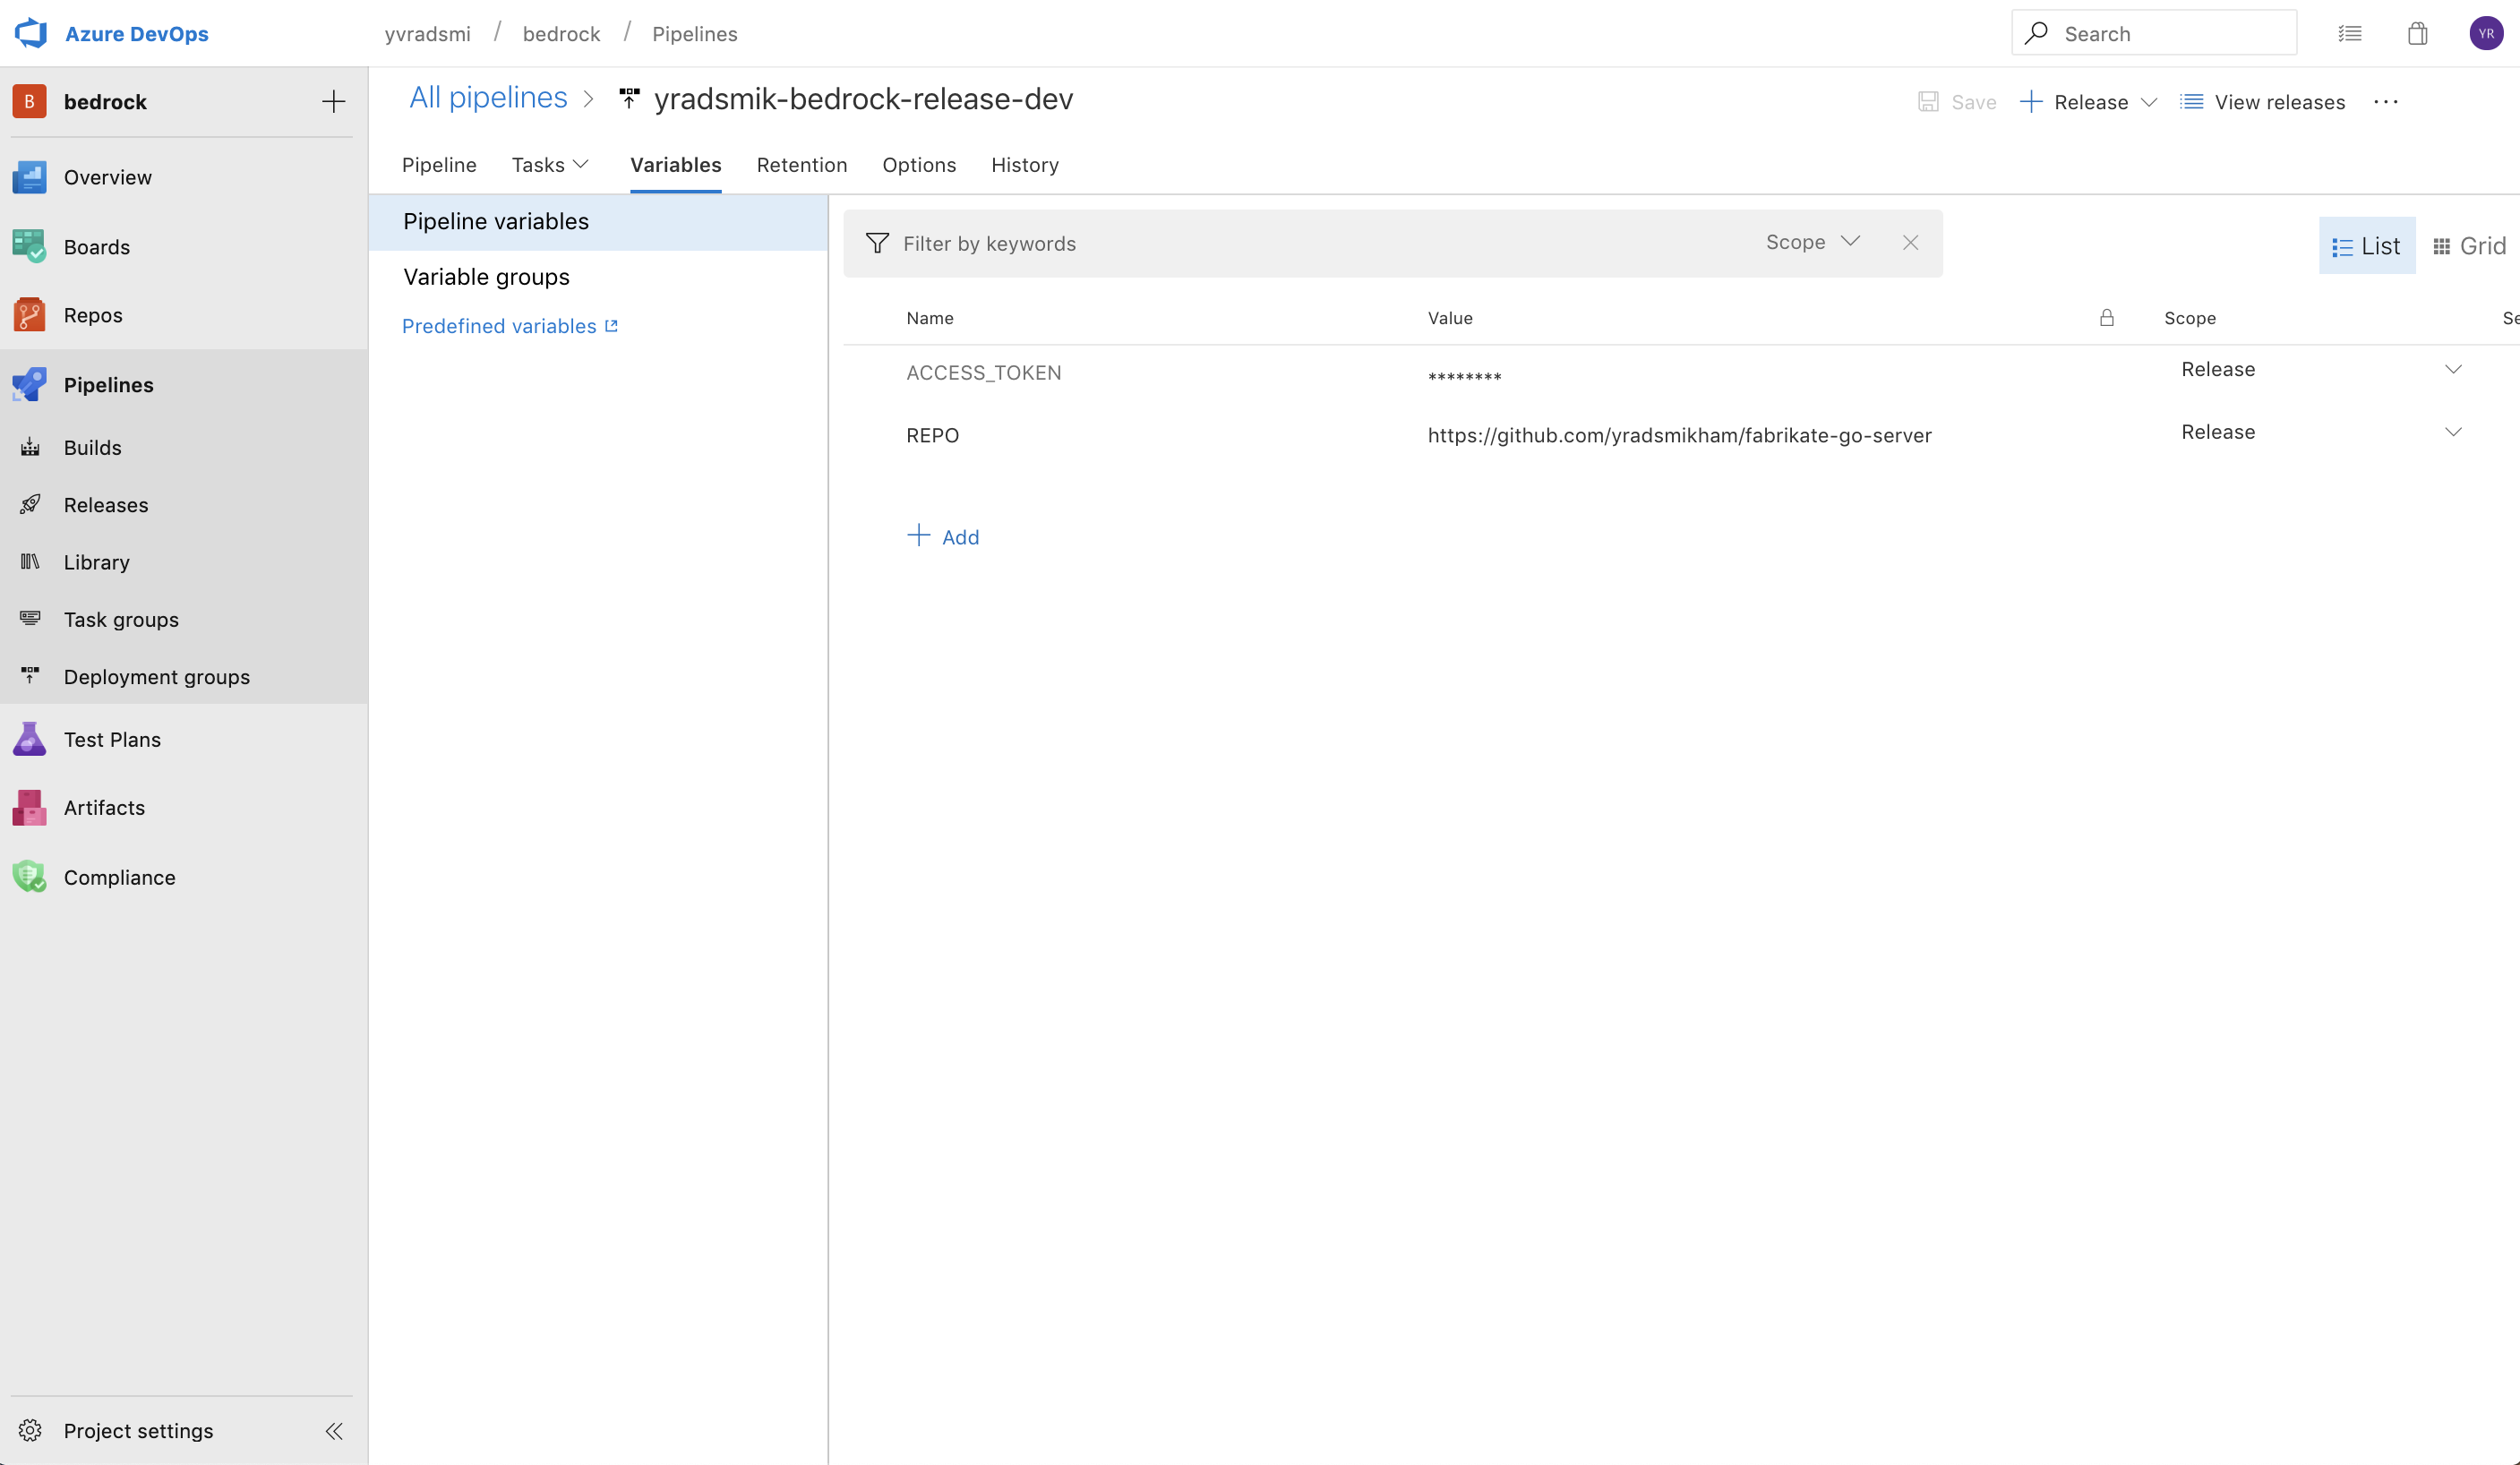 Azure DevOps
yvradsmi / bedrock / Pipelines
Search
YR
B
bedrock
Overview
Boards
Repos
Pipelines
Builds
Releases
Library
Task groups
Deployment groups
Test Plans
Artifacts
Compliance
Project settings
All pipelines > yradsmik-bedrock-release-dev
Save
Release
View releases
Pipeline Tasks Variables Retention Options History
Pipeline variables
Variable groups
Predefined variables
Filter by keywords
Scope
List
Grid
Name Value Scope Se
ACCESS_TOKEN ******** Release
REPO https://github.com/yradsmikham/fabrikate-go-server Release
Add